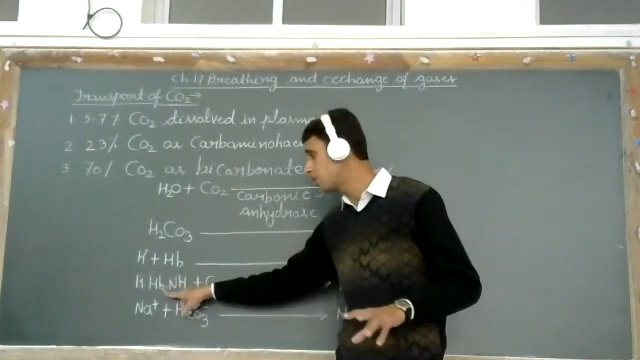 Ch 17 Breathing and exchange of gases
Transport of CO2→
1 5-7% CO2 dissolved in plasm
2 23% CO2 as Carbaminohae
3 70% CO2 as bicarbonate
H2O + CO2
carbonic
anhydrase
H2CO3
H+ + Hb
H Hb NH +
Na+ + HCO3 → N